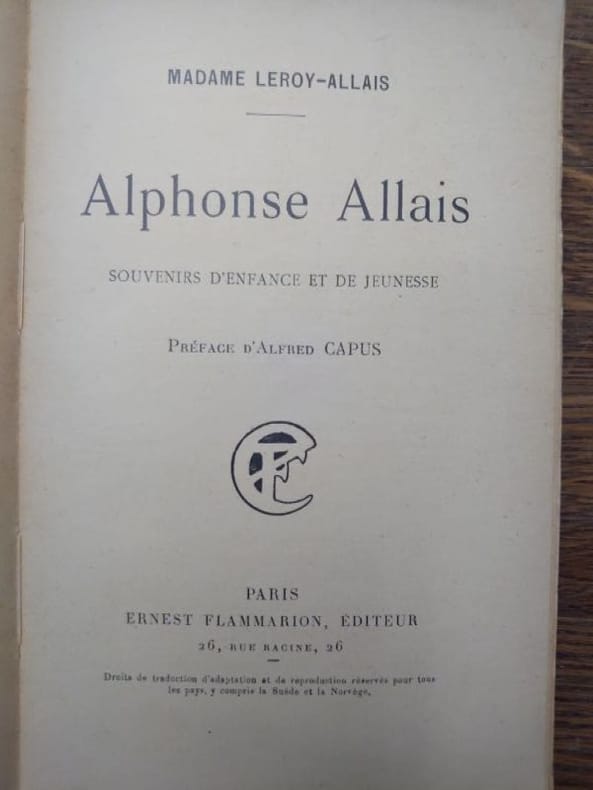 MADAME LEROY-ALLAIS
Alphonse Allais
SOUVENIRS D'ENFANCE ET DE JEUNESSE
PRÉFACE D'ALFRED CAPUS
PARIS
ERNEST FLAMMARION, ÉDITEUR
26, RUE RACINE, 26
Droits de traduction d'adaptation et de reproduction réservés pour tous
les pays, y compris la Suède et la Norvège.